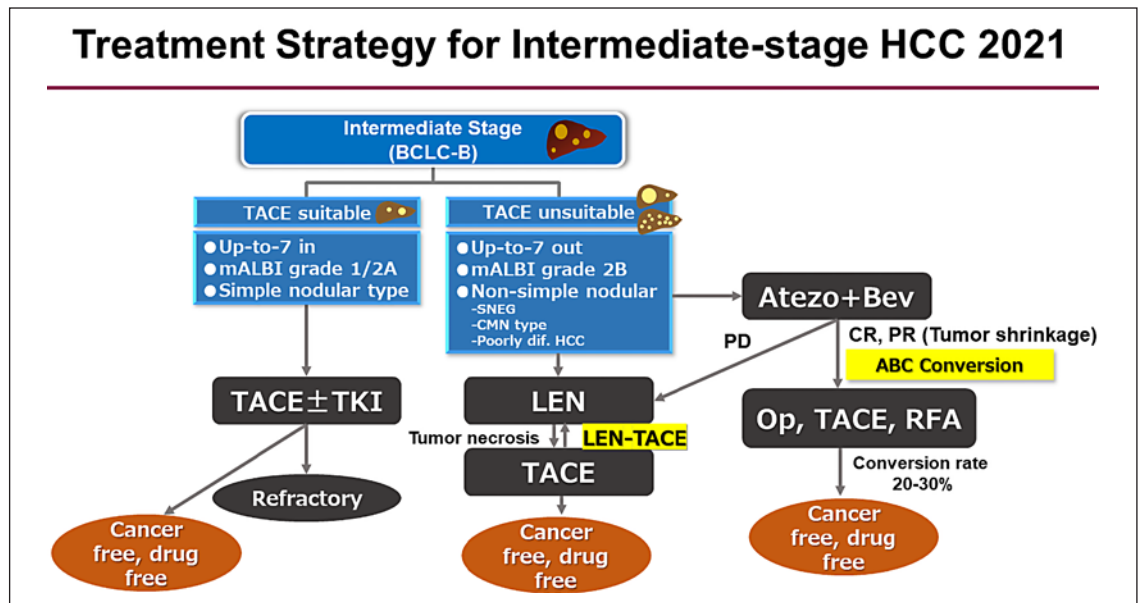 Treatment Strategy for Intermediate-stage HCC 2021
Intermediate Stage
(BCLC-B)
TACE suitable
●Up-to-7 in
●mALBI grade 1/2A
●Simple nodular type
TACE unsuitable
●Up-to-7 out
●mALBI grade 2B
●Non-simple nodular
-SNEG
-CMN type
-Poorly dif. HCC
Atezo+Bev
PD
CR, PR (Tumor shrinkage)
ABC Conversion
TACE±TKI
LEN
Op, TACE, RFA
Tumor necrosis
LEN-TACE
TACE
Conversion rate
20-30%
Refractory
Cancer
free, drug
free
Cancer
free, drug
free
Cancer
free, drug
free